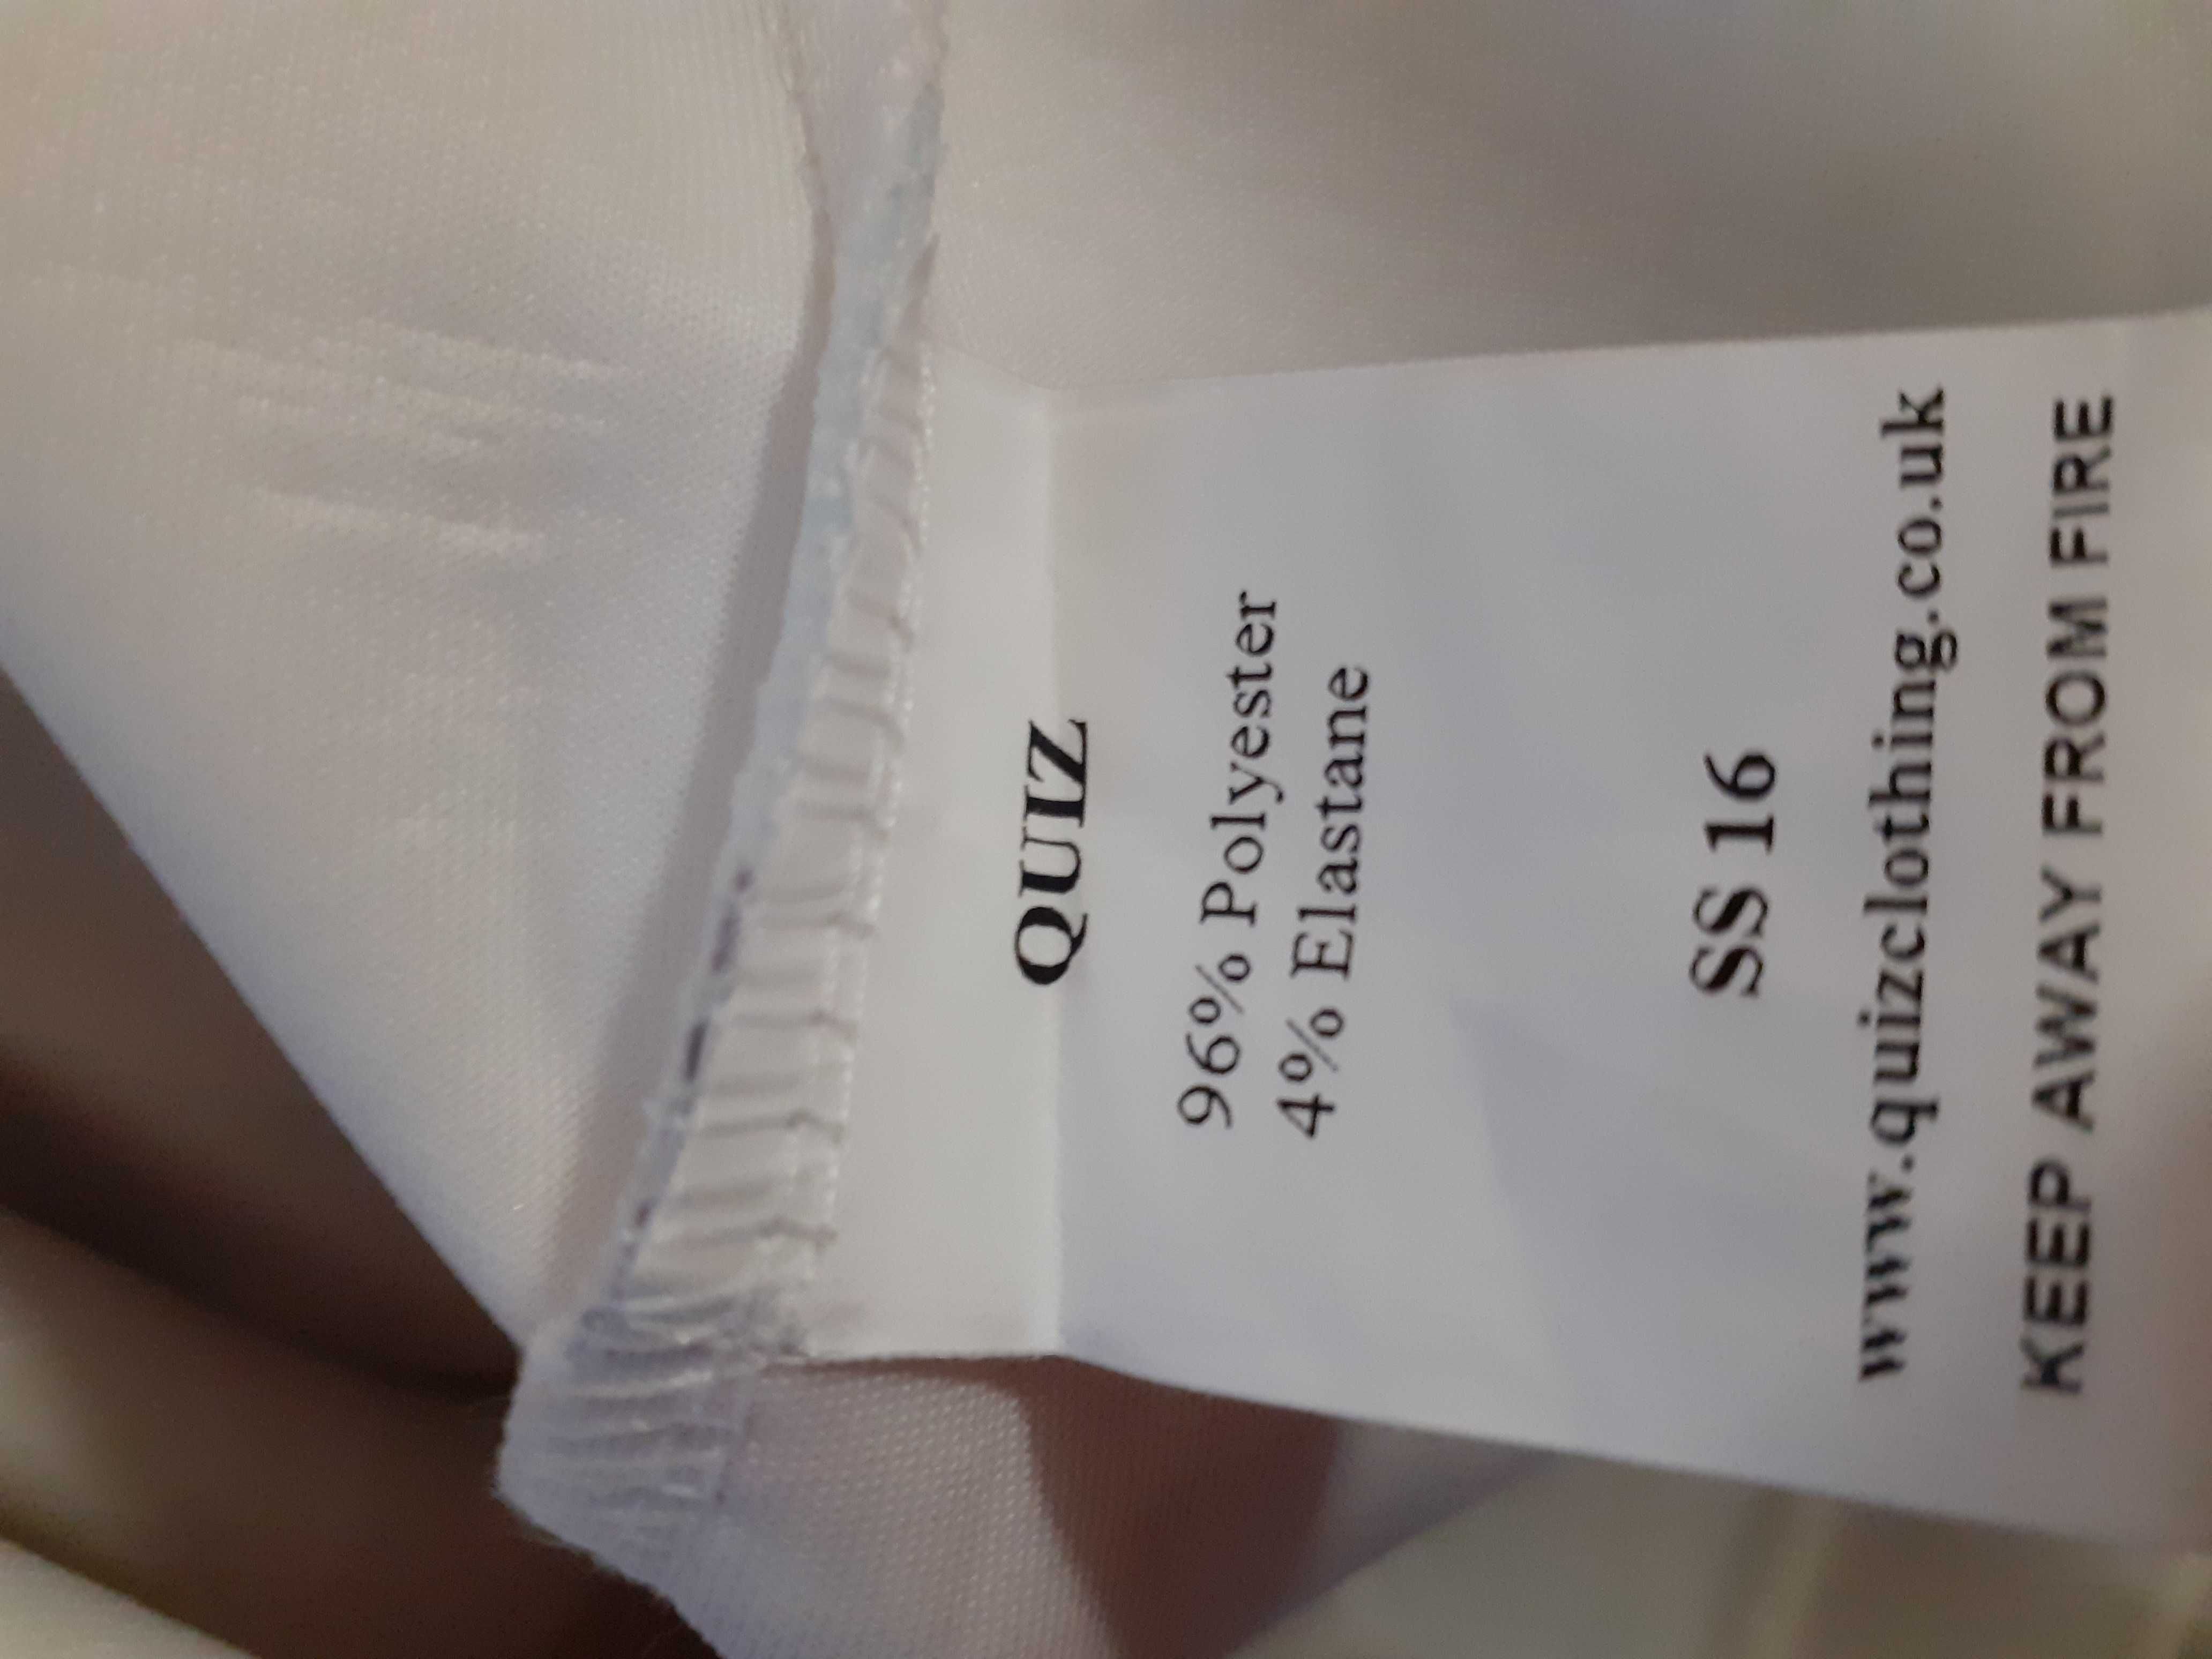 QUIZ
96% Polyester
4% Elastane
SS 16
www.quizclothing.co.uk
KEEP AWAY FROM FIRE